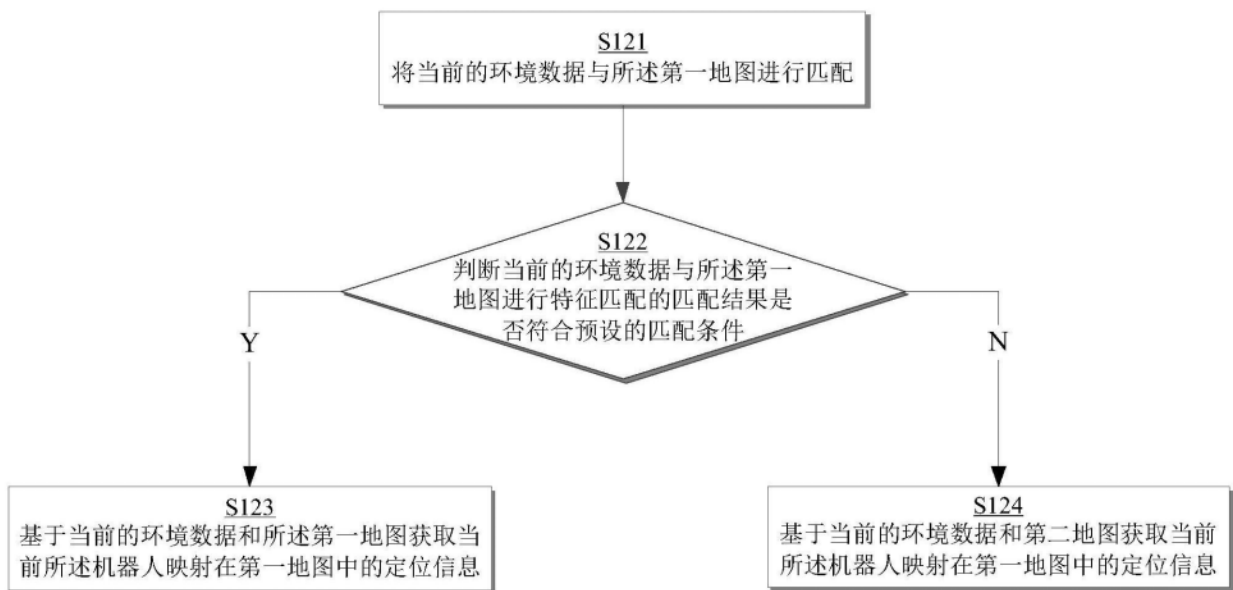 S121
将当前的环境数据与所述第一地图进行匹配
S122
判断当前的环境数据与所述第一
地图进行特征匹配的匹配结果是
否符合预设的匹配条件
Y
N
S123
基于当前的环境数据和所述第一地图获取当
前所述机器人映射在第一地图中的定位信息
S124
基于当前的环境数据和第二地图获取当前
所述机器人映射在第一地图中的定位信息